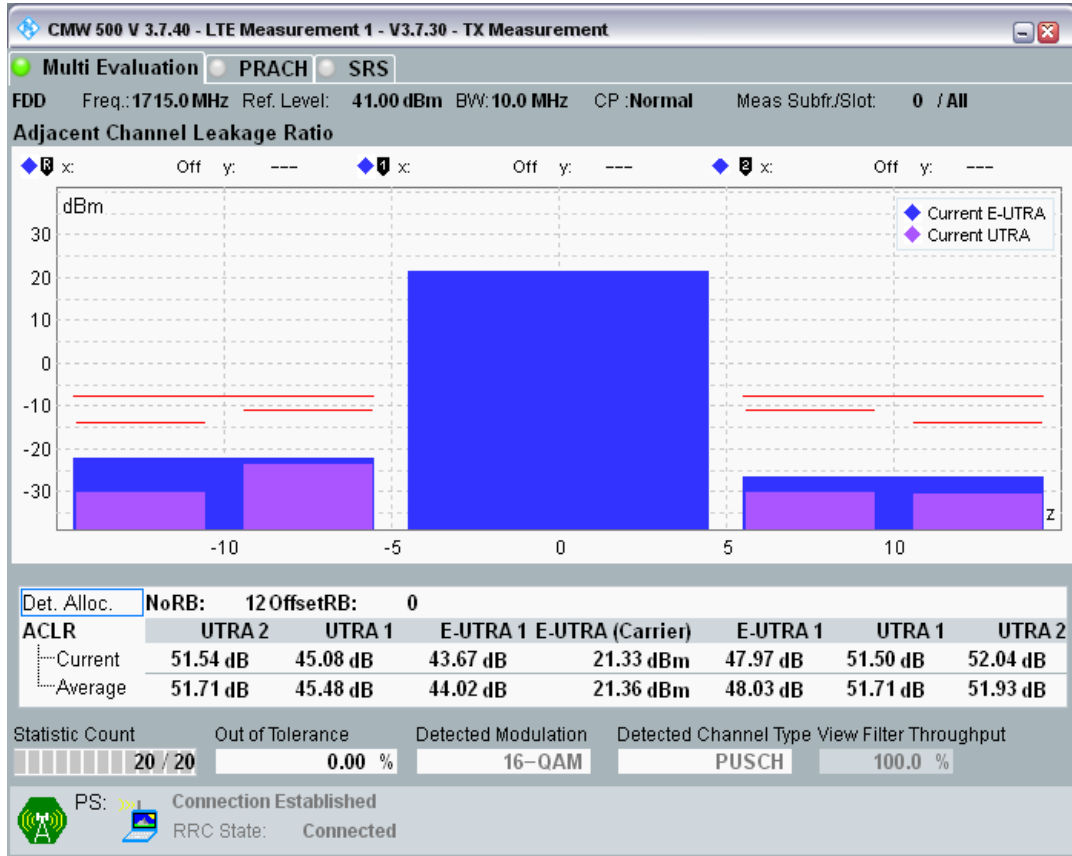 CMW 500 V 3.7.40 - LTE Measurement 1 - V3.7.30 - TX Measurement
Multi Evaluation PRACH SRS
FDD Freq.: 1715.0 MHz Ref. Level: 41.00 dBm BW: 10.0 MHz CP : Normal Meas Subfr./Slot: 0 / All
Adjacent Channel Leakage Ratio
R x: Off y: --- 1 x: Off y: --- 2 x: Off y: ---
dBm
Current E-UTRA
Current UTRA
30
20
10
0
-10
-20
-30
z
-10 -5 0 5 10
Det. Alloc. NoRB: 12 OffsetRB: 0
ACLR UTRA 2 UTRA 1 E-UTRA 1 E-UTRA (Carrier) E-UTRA 1 UTRA 1 UTRA 2
Current 51.54 dB 45.08 dB 43.67 dB 21.33 dBm 47.97 dB 51.50 dB 52.04 dB
Average 51.71 dB 45.48 dB 44.02 dB 21.36 dBm 48.03 dB 51.71 dB 51.93 dB
Statistic Count Out of Tolerance Detected Modulation Detected Channel Type View Filter Throughput
20 / 20 0.00 % 16-QAM PUSCH 100.0 %
PS: Connection Established
RRC State: Connected